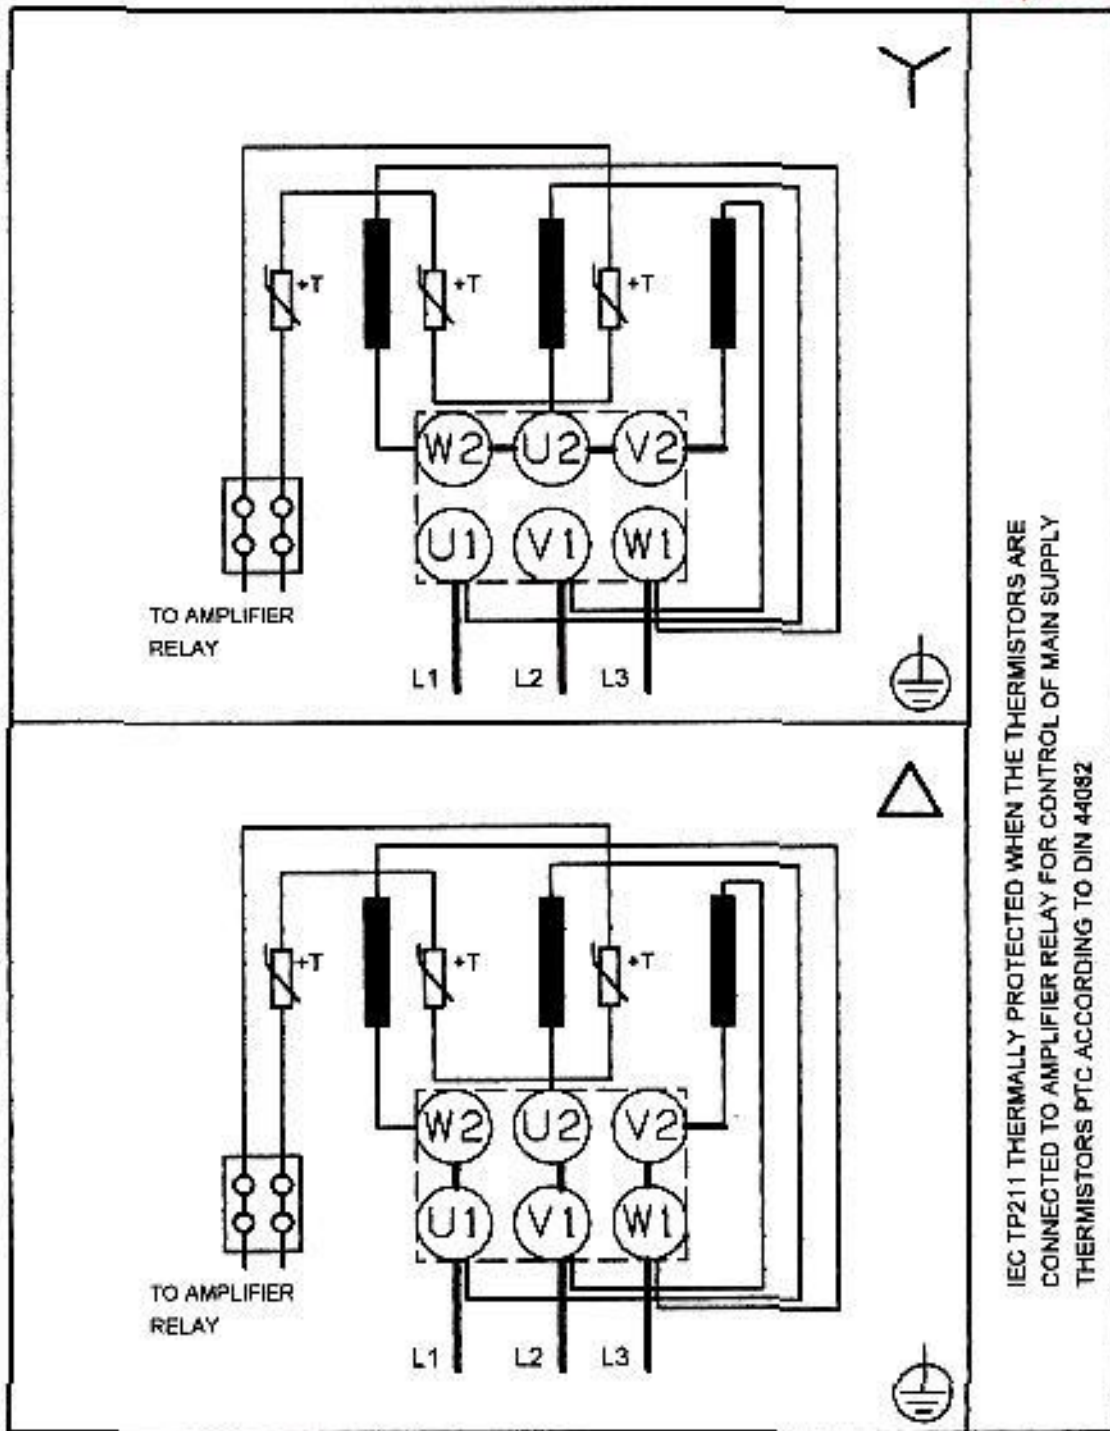 +T
+T
+T
W2 U2 V2
U1 V1 W1
TO AMPLIFIER
RELAY
L1 L2 L3
+T
+T
+T
W2 U2 V2
U1 V1 W1
TO AMPLIFIER
RELAY
L1 L2 L3
IEC TP211 THERMALLY PROTECTED WHEN THE THERMISTORS ARE
CONNECTED TO AMPLIFIER RELAY FOR CONTROL OF MAIN SUPPLY
THERMISTORS PTC ACCORDING TO DIN 44082